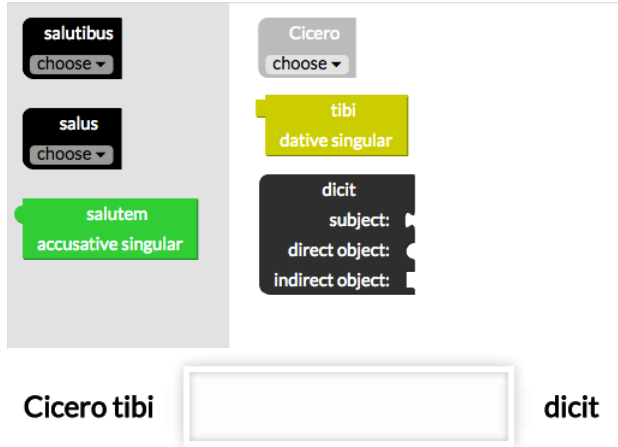 salutibus
choose
salus
choose
salutem
accusative singular
Cicero
choose
tibi
dative singular
dicit
subject:
direct object:
indirect object:
Cicero tibi
dicit